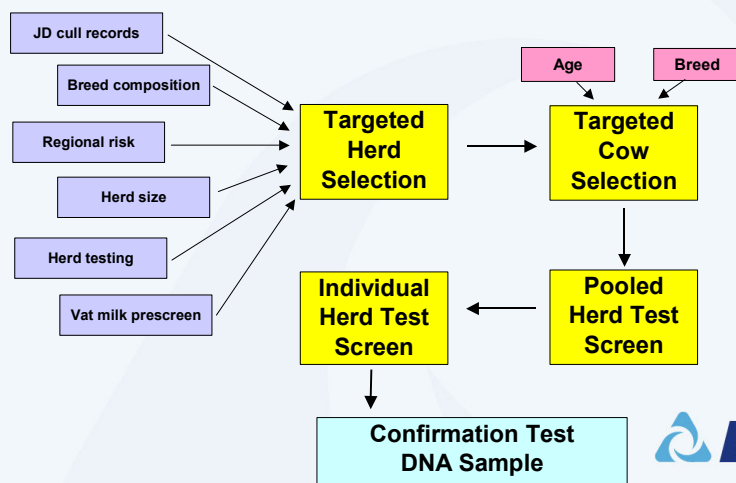 JD cull records
Breed composition
Regional risk
Herd size
Herd testing
Vat milk prescreen
Targeted
Herd
Selection
Age
Breed
Targeted
Cow
Selection
Pooled
Herd Test
Screen
Individual
Herd Test
Screen
Confirmation Test
DNA Sample